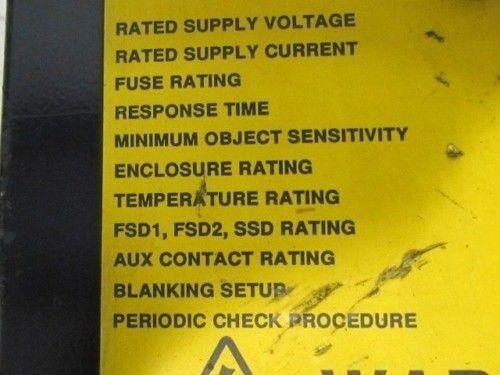 RATED SUPPLY VOLTAGE
RATED SUPPLY CURRENT
FUSE RATING
RESPONSE TIME
MINIMUM OBJECT SENSITIVITY
ENCLOSURE RATING
TEMPERATURE RATING
FSD1, FSD2, SSD RATING
AUX CONTACT RATING
BLANKING SETUP
PERIODIC CHECK PROCEDURE